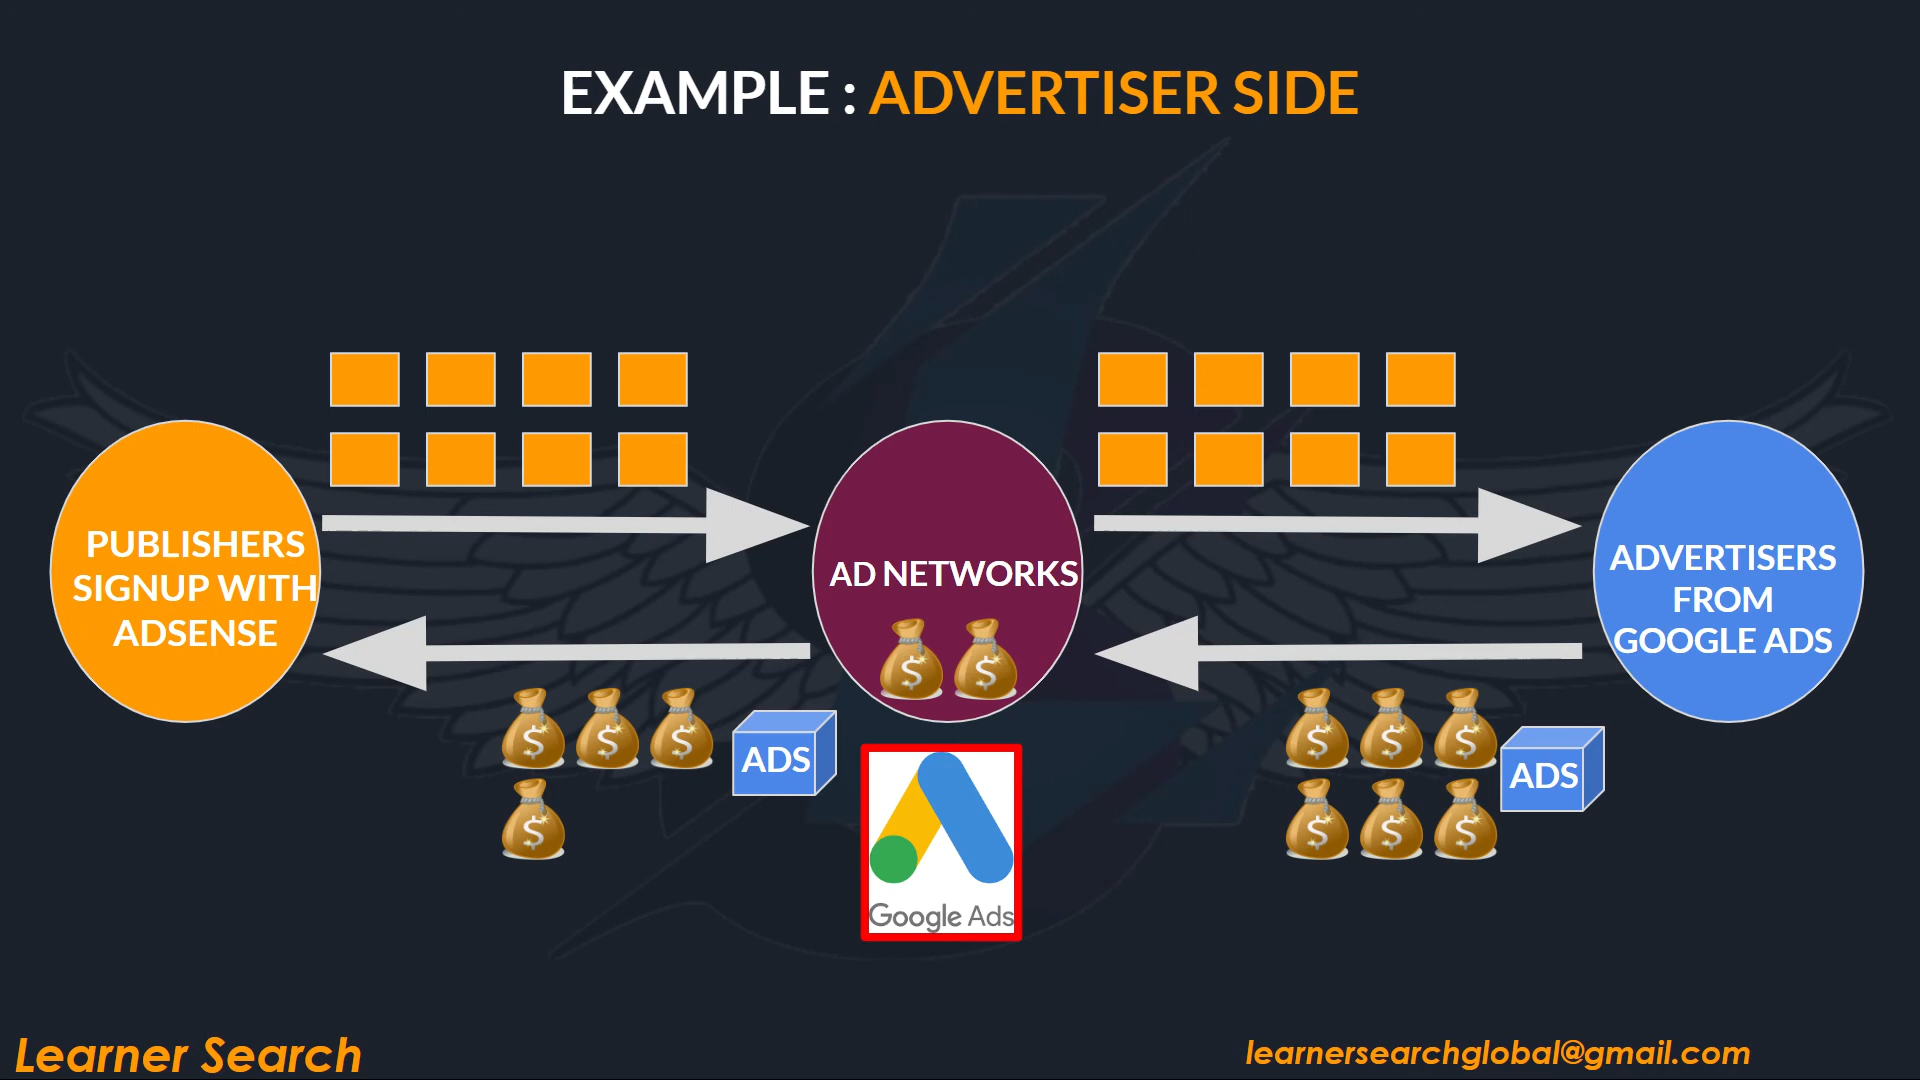 EXAMPLE : ADVERTISER SIDE
PUBLISHERS
SIGNUP WITH
ADSENSE
AD NETWORKS
ADVERTISERS
FROM
GOOGLE ADS
$ $
$ $ $
$
ADS
$ $ $
$ $ $
ADS
Google Ads
Learner Search
learnersearchglobal@gmail.com